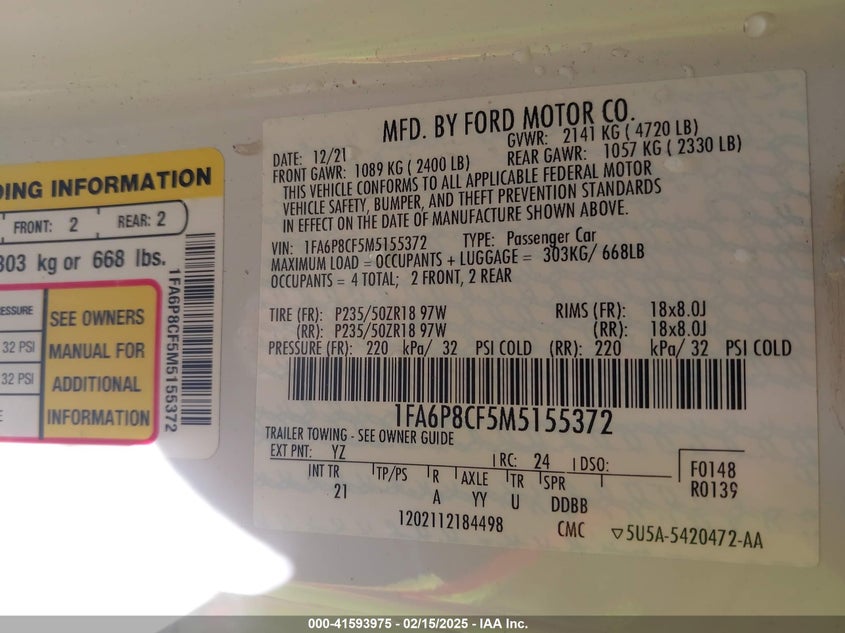 DING INFORMATION
FRONT: 2 REAR: 2
303 kg or 668 lbs.
PRESSURE
32 PSI
32 PSI
SEE OWNERS
MANUAL FOR
ADDITIONAL
INFORMATION
1FA6P8CF5M5155372
MFD. BY FORD MOTOR CO.
DATE: 12/21 GVWR: 2141 KG ( 4720 LB)
FRONT GAWR: 1089 KG ( 2400 LB) REAR GAWR: 1057 KG ( 2330 LB)
THIS VEHICLE CONFORMS TO ALL APPLICABLE FEDERAL MOTOR
VEHICLE SAFETY, BUMPER, AND THEFT PREVENTION STANDARDS
IN EFFECT ON THE DATE OF MANUFACTURE SHOWN ABOVE.
VIN: 1FA6P8CF5M5155372 TYPE: Passenger Car
MAXIMUM LOAD = OCCUPANTS + LUGGAGE = 303KG/ 668LB
OCCUPANTS = 4 TOTAL; 2 FRONT, 2 REAR
TIRE (FR): P235/50ZR18 97W RIMS (FR): 18x8.0J
(RR): P235/50ZR18 97W (RR): 18x8.0J
PRESSURE (FR): 220 kPa/ 32 PSI COLD (RR): 220 kPa/ 32 PSI COLD
1FA6P8CF5M5155372
TRAILER TOWING - SEE OWNER GUIDE
EXT PNT: YZ RC: 24 DSO: F0148
INT TR TP/PS R AXLE TR SPR R0139
21 A YY U DDBB
1202112184498 CMC 5U5A-5420472-AA
000-41593975 - 02/15/2025 - IAA Inc.